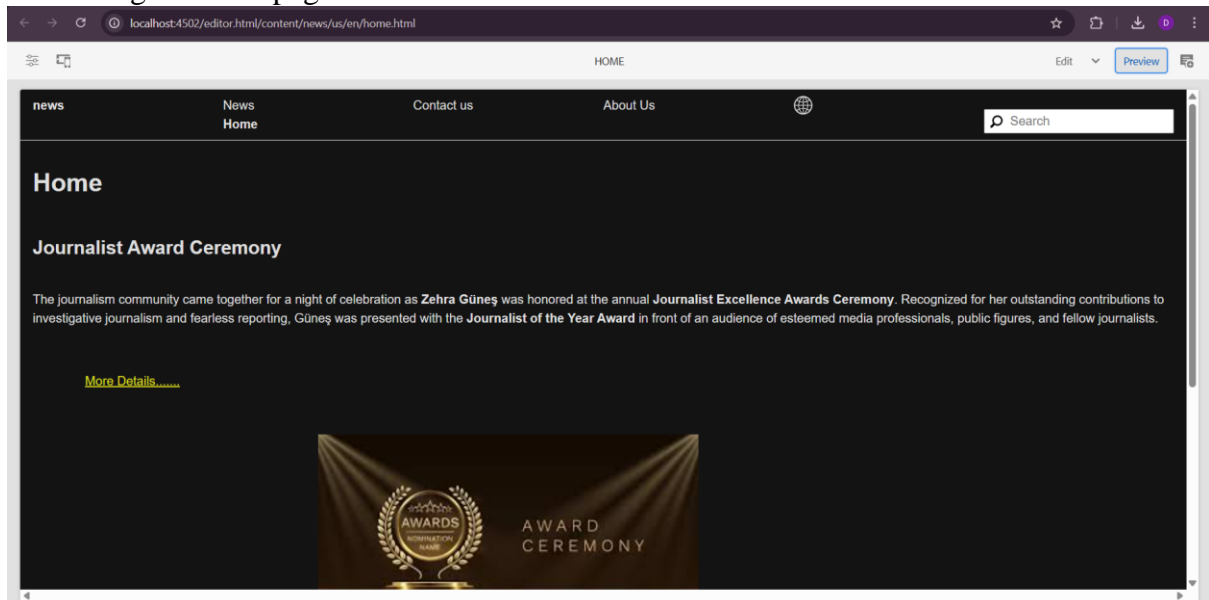 localhost:4502/editor.html/content/news/us/en/home.html
D
HOME
Edit
Preview
news
News
Contact us
About Us
Home
Search
Home
Journalist Award Ceremony
The journalism community came together for a night of celebration as Zehra Güneş was honored at the annual Journalist Excellence Awards Ceremony. Recognized for her outstanding contributions to
investigative journalism and fearless reporting, Güneş was presented with the Journalist of the Year Award in front of an audience of esteemed media professionals, public figures, and fellow journalists.
More Details.......
AWARDS
NOMINATION
NAME
AWARD
CEREMONY